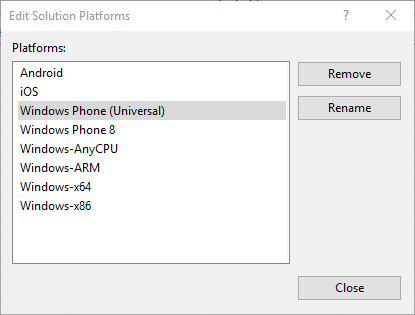 Edit Solution Platforms
?
Platforms:
Android
iOS
Windows Phone (Universal)
Windows Phone 8
Windows-AnyCPU
Windows-ARM
Windows-x64
Windows-x86
Remove
Rename
Close